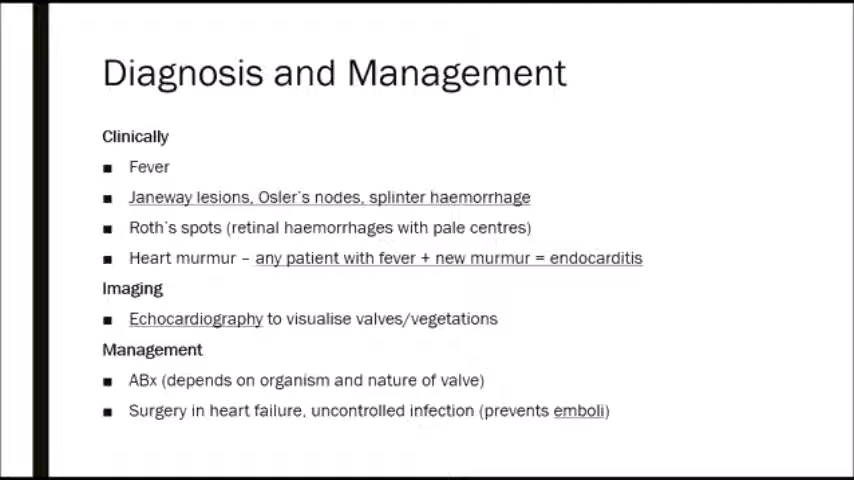 Diagnosis and Management
Clinically
■ Fever
■ Janeway lesions, Osler's nodes, splinter haemorrhage
■ Roth's spots (retinal haemorrhages with pale centres)
■ Heart murmur – any patient with fever + new murmur = endocarditis
Imaging
■ Echocardiography to visualise valves/vegetations
Management
■ ABx (depends on organism and nature of valve)
■ Surgery in heart failure, uncontrolled infection (prevents emboli)